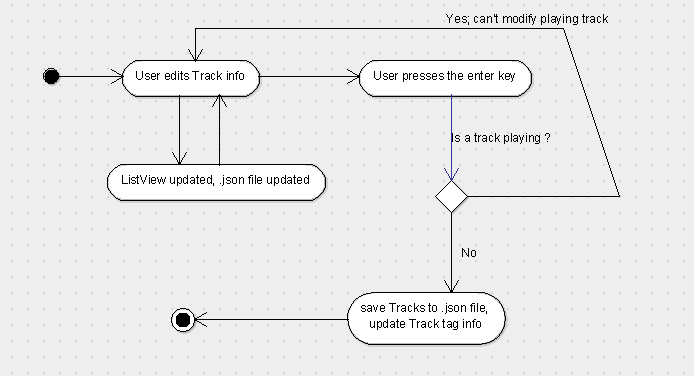 Yes; can't modify playing track
User edits Track info
User presses the enter key
Is a track playing ?
ListView updated, .json file updated
No
save Tracks to .json file,
update Track tag info